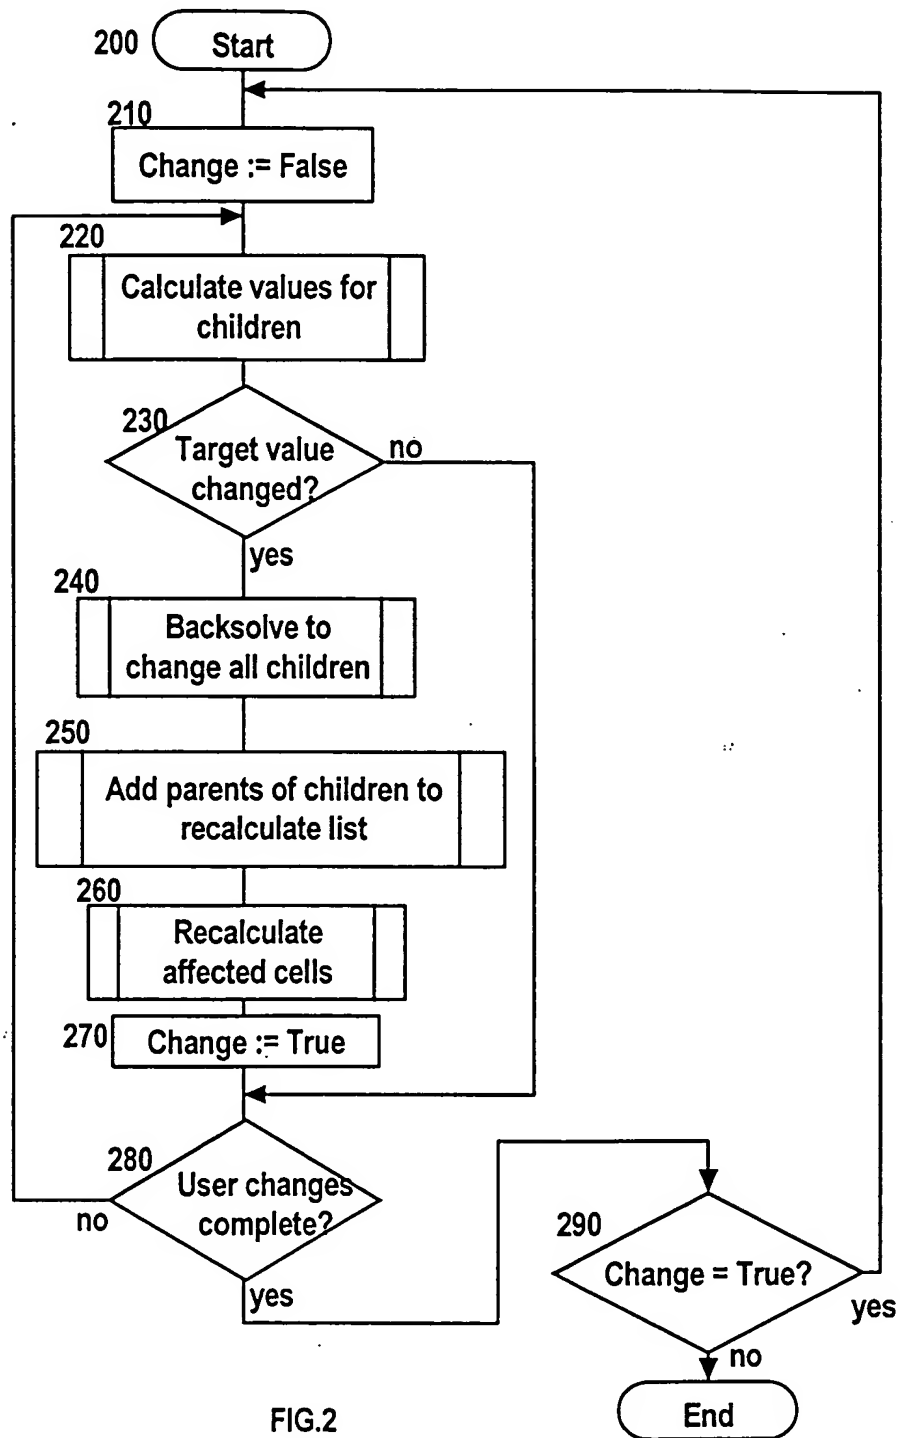 200
Start
210
Change := False
220
Calculate values for
children
230
Target value
changed?
no
yes
240
Backsolve to
change all children
250
Add parents of children to
recalculate list
260
Recalculate
affected cells
270
Change := True
280
User changes
complete?
no
yes
290
Change = True?
yes
no
End
FIG.2